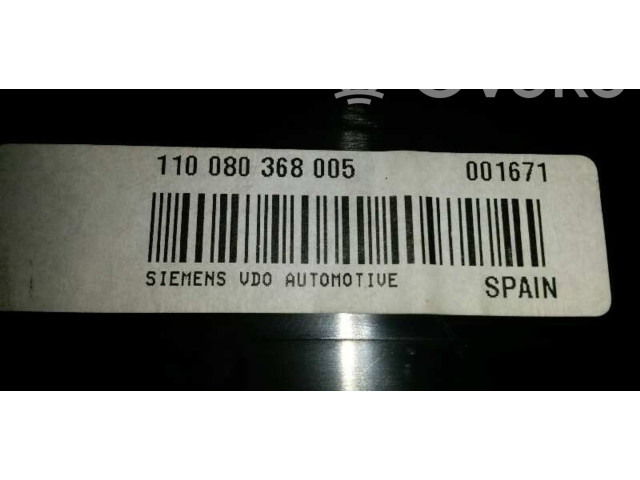 110 080 368 005 001671
SIEMENS VDO AUTOMOTIVE SPAIN